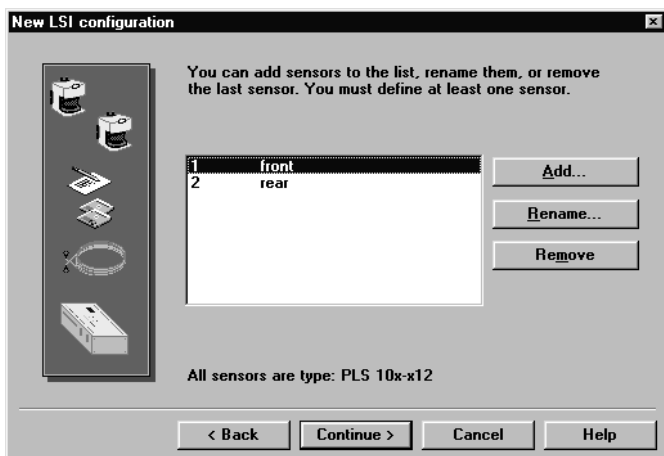 New LSI configuration
You can add sensors to the list, rename them, or remove
the last sensor. You must define at least one sensor.
1 front
2 rear
Add...
Rename...
Remove
All sensors are type: PLS 10x-x12
< Back
Continue >
Cancel
Help